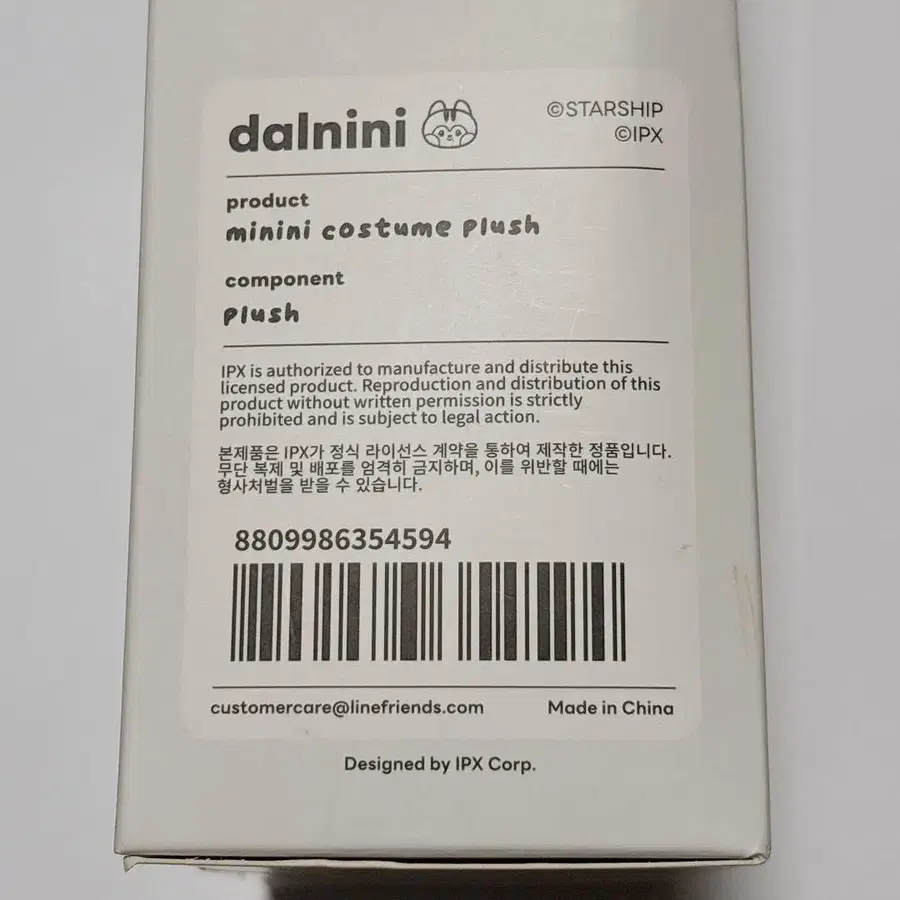 dalnini
©STARSHIP
©IPX
product
minini costume plush
component
plush
IPX is authorized to manufacture and distribute this
licensed product. Reproduction and distribution of this
product without written permission is strictly
prohibited and is subject to legal action.
본제품은 IPX가 정식 라이선스 계약을 통하여 제작한 정품입니다.
무단 복제 및 배포를 엄격히 금지하며, 이를 위반할 때에는
형사처벌을 받을 수 있습니다.
8809986354594
customercare@linefriends.com
Made in China
Designed by IPX Corp.